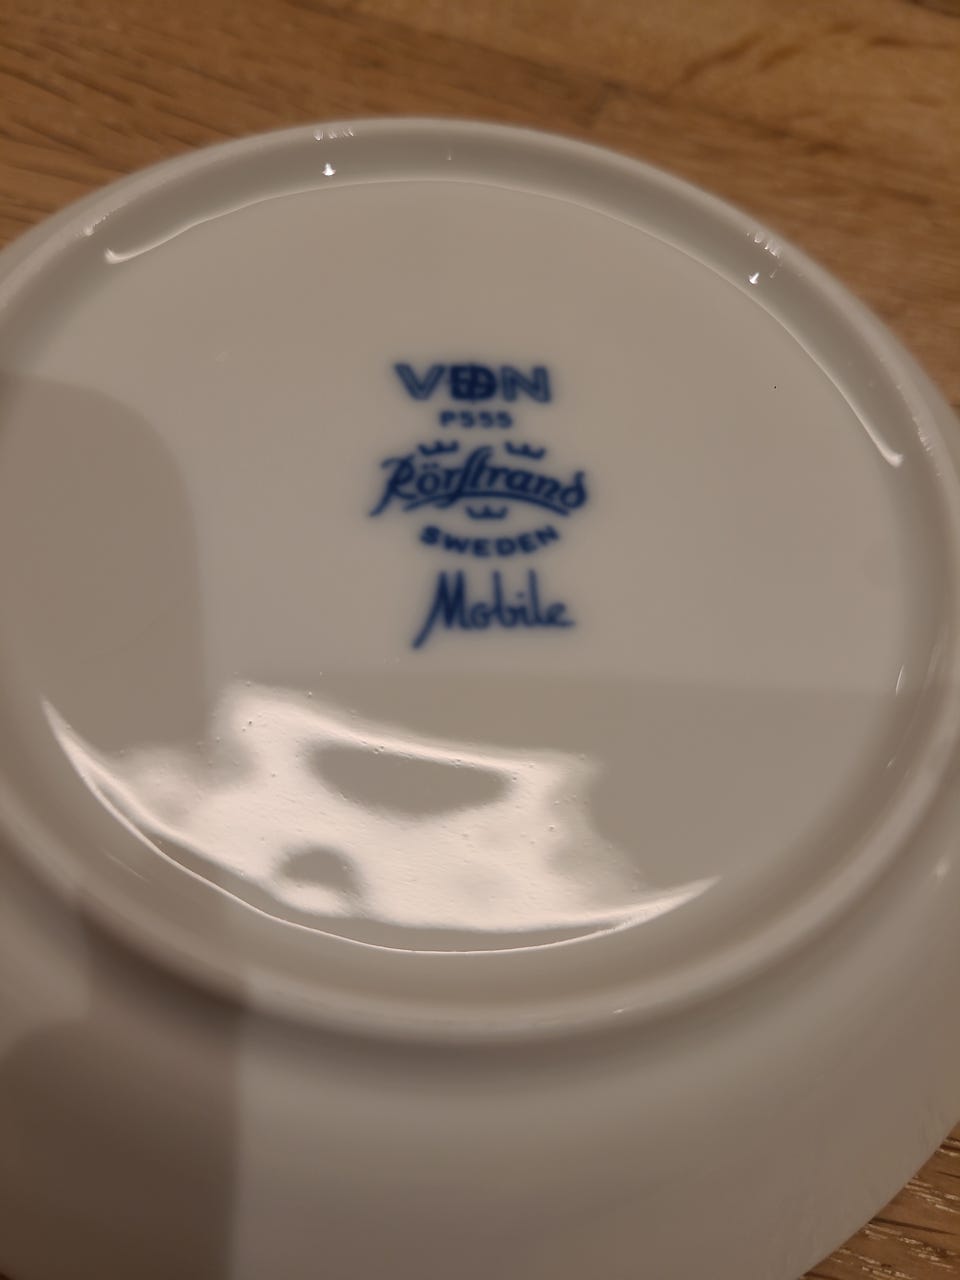 VDN
P555
Rörstrand
SWEDEN
Mobile